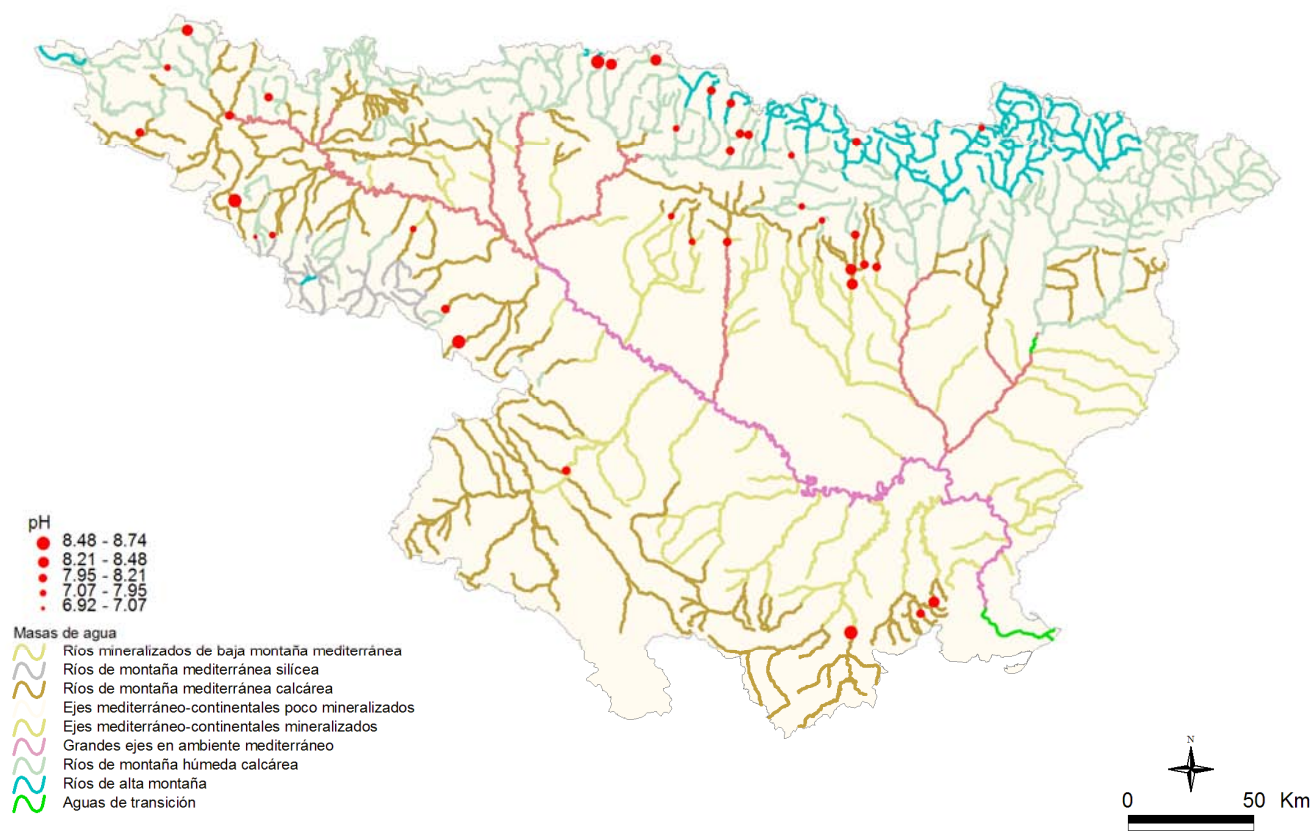 pH
8.48 - 8.74
8.21 - 8.48
7.95 - 8.21
7.07 - 7.95
6.92 - 7.07
Masas de agua
Ríos mineralizados de baja montaña mediterránea
Ríos de montaña mediterránea silícea
Ríos de montaña mediterránea calcárea
Ejes mediterráneo-continentales poco mineralizados
Ejes mediterráneo-continentales mineralizados
Grandes ejes en ambiente mediterráneo
Ríos de montaña húmeda calcárea
Ríos de alta montaña
Aguas de transición
N
0 50 Km